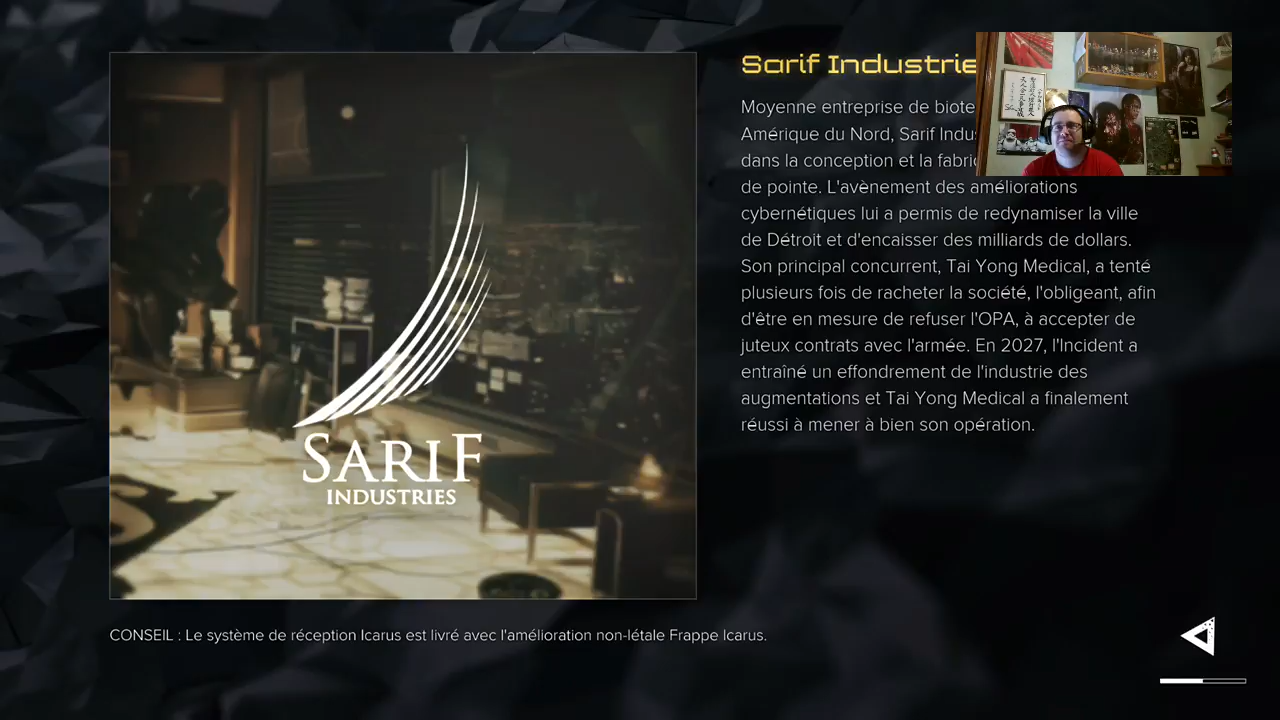 SARIF
INDUSTRIES
Sarif Industrie
Moyenne entreprise de
Amérique du Nord, Sarif
dans la conception et la
de pointe. L'avènement des améliorations
cybernétiques lui a permis de redynamiser la ville
de Détroit et d'encaisser des milliards de dollars.
Son principal concurrent, Tai Yong Medical, a tenté
plusieurs fois de racheter la société, l'obligeant, afin
d'être en mesure de refuser l'OPA, à accepter de
juteux contrats avec l'armée. En 2027, l'Incident a
entraîné un effondrement de l'industrie des
augmentations et Tai Yong Medical a finalement
réussi à mener à bien son opération.
CONSEIL : Le système de réception Icarus est livré avec l'amélioration non-létale Frappe Icarus.